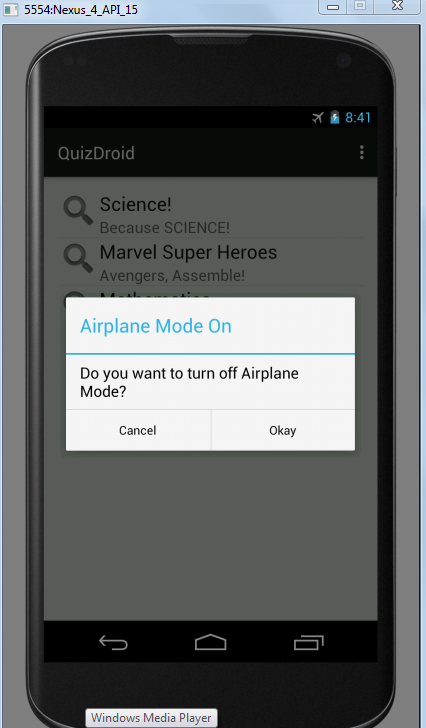 5554:Nexus_4_API_15
8:41
QuizDroid
Science!
Because SCIENCE!
Marvel Super Heroes
Avengers, Assemble!
Mathematics
Airplane Mode On
Do you want to turn off Airplane
Mode?
Cancel
Okay
Windows Media Player